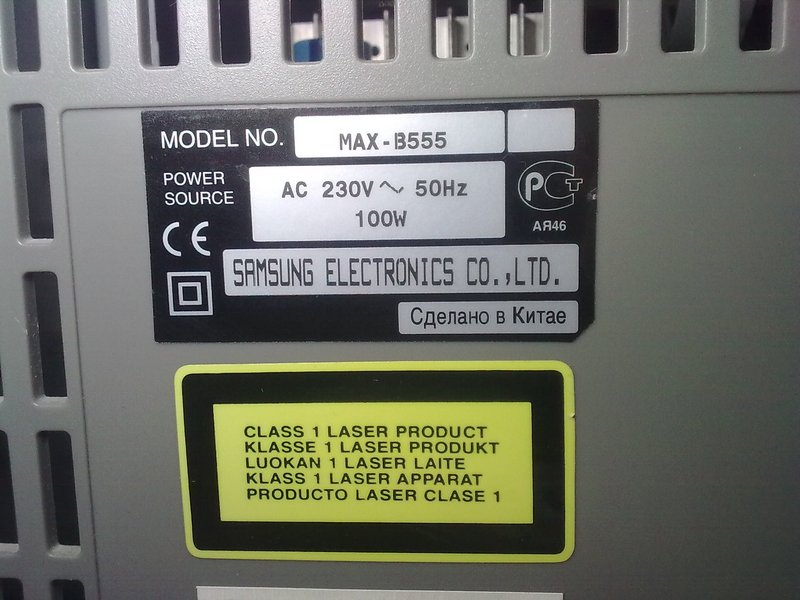 MODEL NO. MAX-B555
POWER SOURCE
AC 230V ~ 50Hz
100W
PCT
АЯ46
CE
SAMSUNG ELECTRONICS CO.,LTD.
Сделано в Китае
CLASS 1 LASER PRODUCT
KLASSE 1 LASER PRODUKT
LUOKAN 1 LASER LAITE
KLASS 1 LASER APPARAT
PRODUCTO LASER CLASE 1